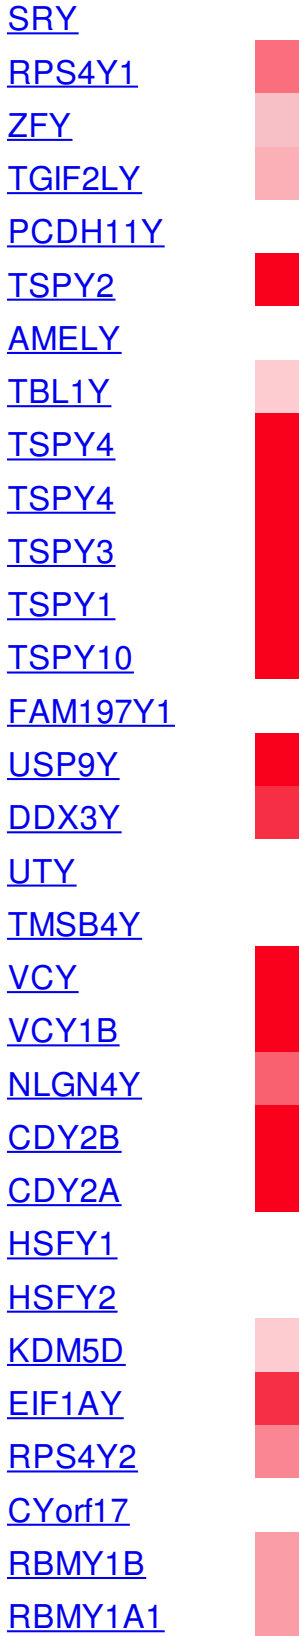 SRY
RPS4Y1
ZFY
TGIF2LY
PCDH11Y
TSPY2
AMELY
TBL1Y
TSPY4
TSPY4
TSPY3
TSPY1
TSPY10
FAM197Y1
USP9Y
DDX3Y
UTY
TMSB4Y
VCY
VCY1B
NLGN4Y
CDY2B
CDY2A
HSFY1
HSFY2
KDM5D
EIF1AY
RPS4Y2
CYorf17
RBMY1B
RBMY1A1